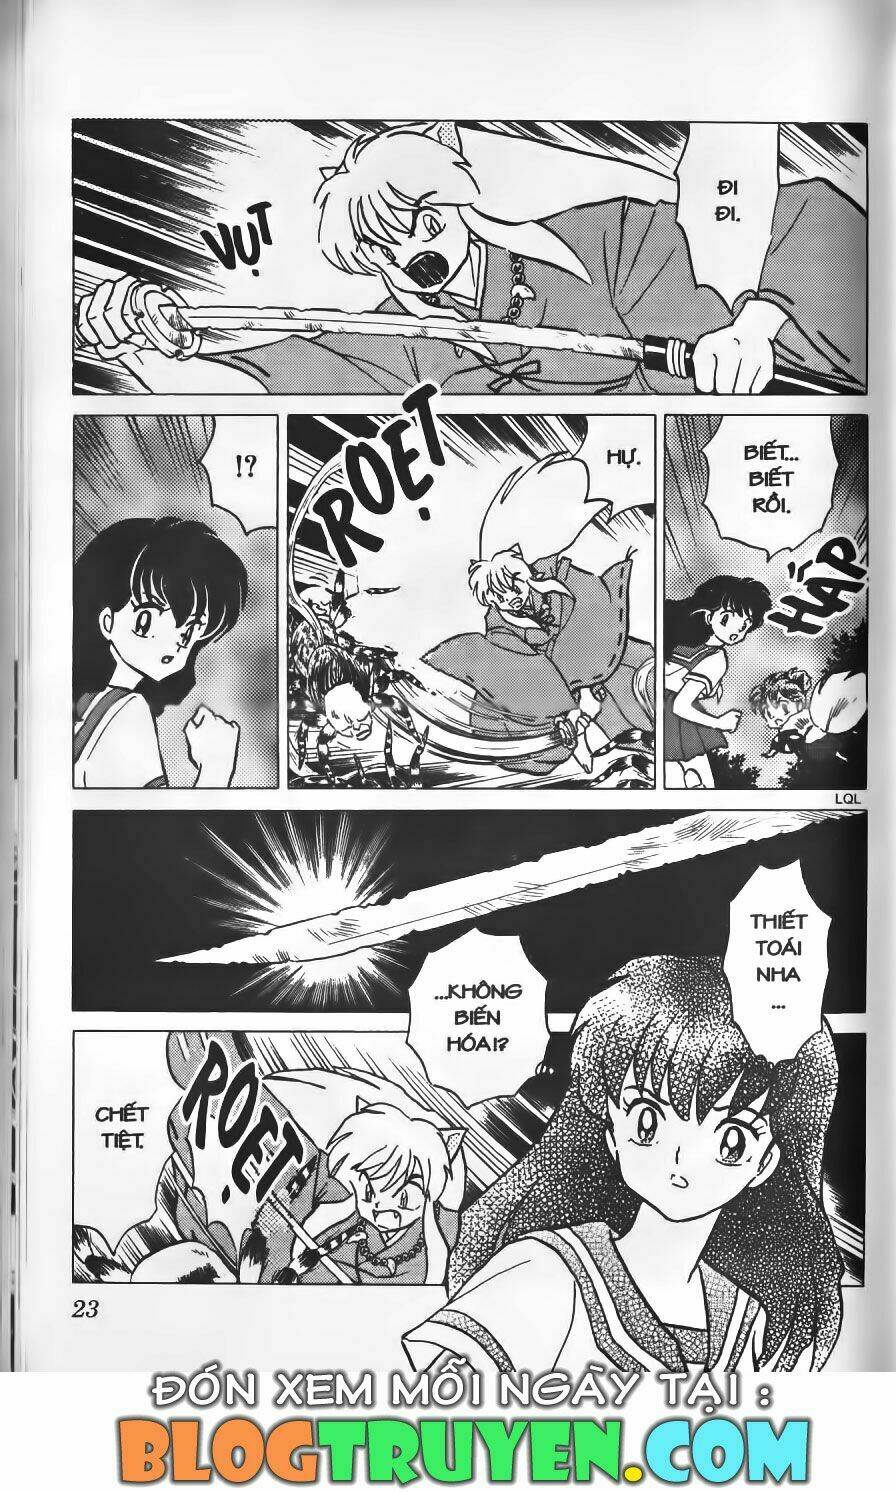 ĐI
ĐI.
VỤT
BIẾT...
BIẾT
RỒI.
HẤP
HỰ.
ROẸT
!?
LQL
THIẾT
TOÁI
NHA
...
...KHÔNG
BIẾN
HÓA!?
ROẸT
CHẾT
TIỆT.
23
ĐÓN XEM MỖI NGÀY TẠI :
BLOGTRUYEN.COM